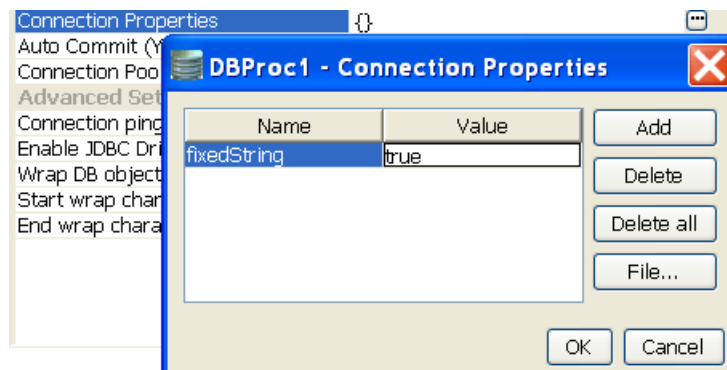 Connection Properties {}
Auto Commit (Y
Connection Poo
Advanced Set
Connection ping
Enable JDBC Dri
Wrap DB object
Start wrap char
End wrap chara
DBProc1 - Connection Properties
Name Value
fixedString true
Add
Delete
Delete all
File...
OK Cancel